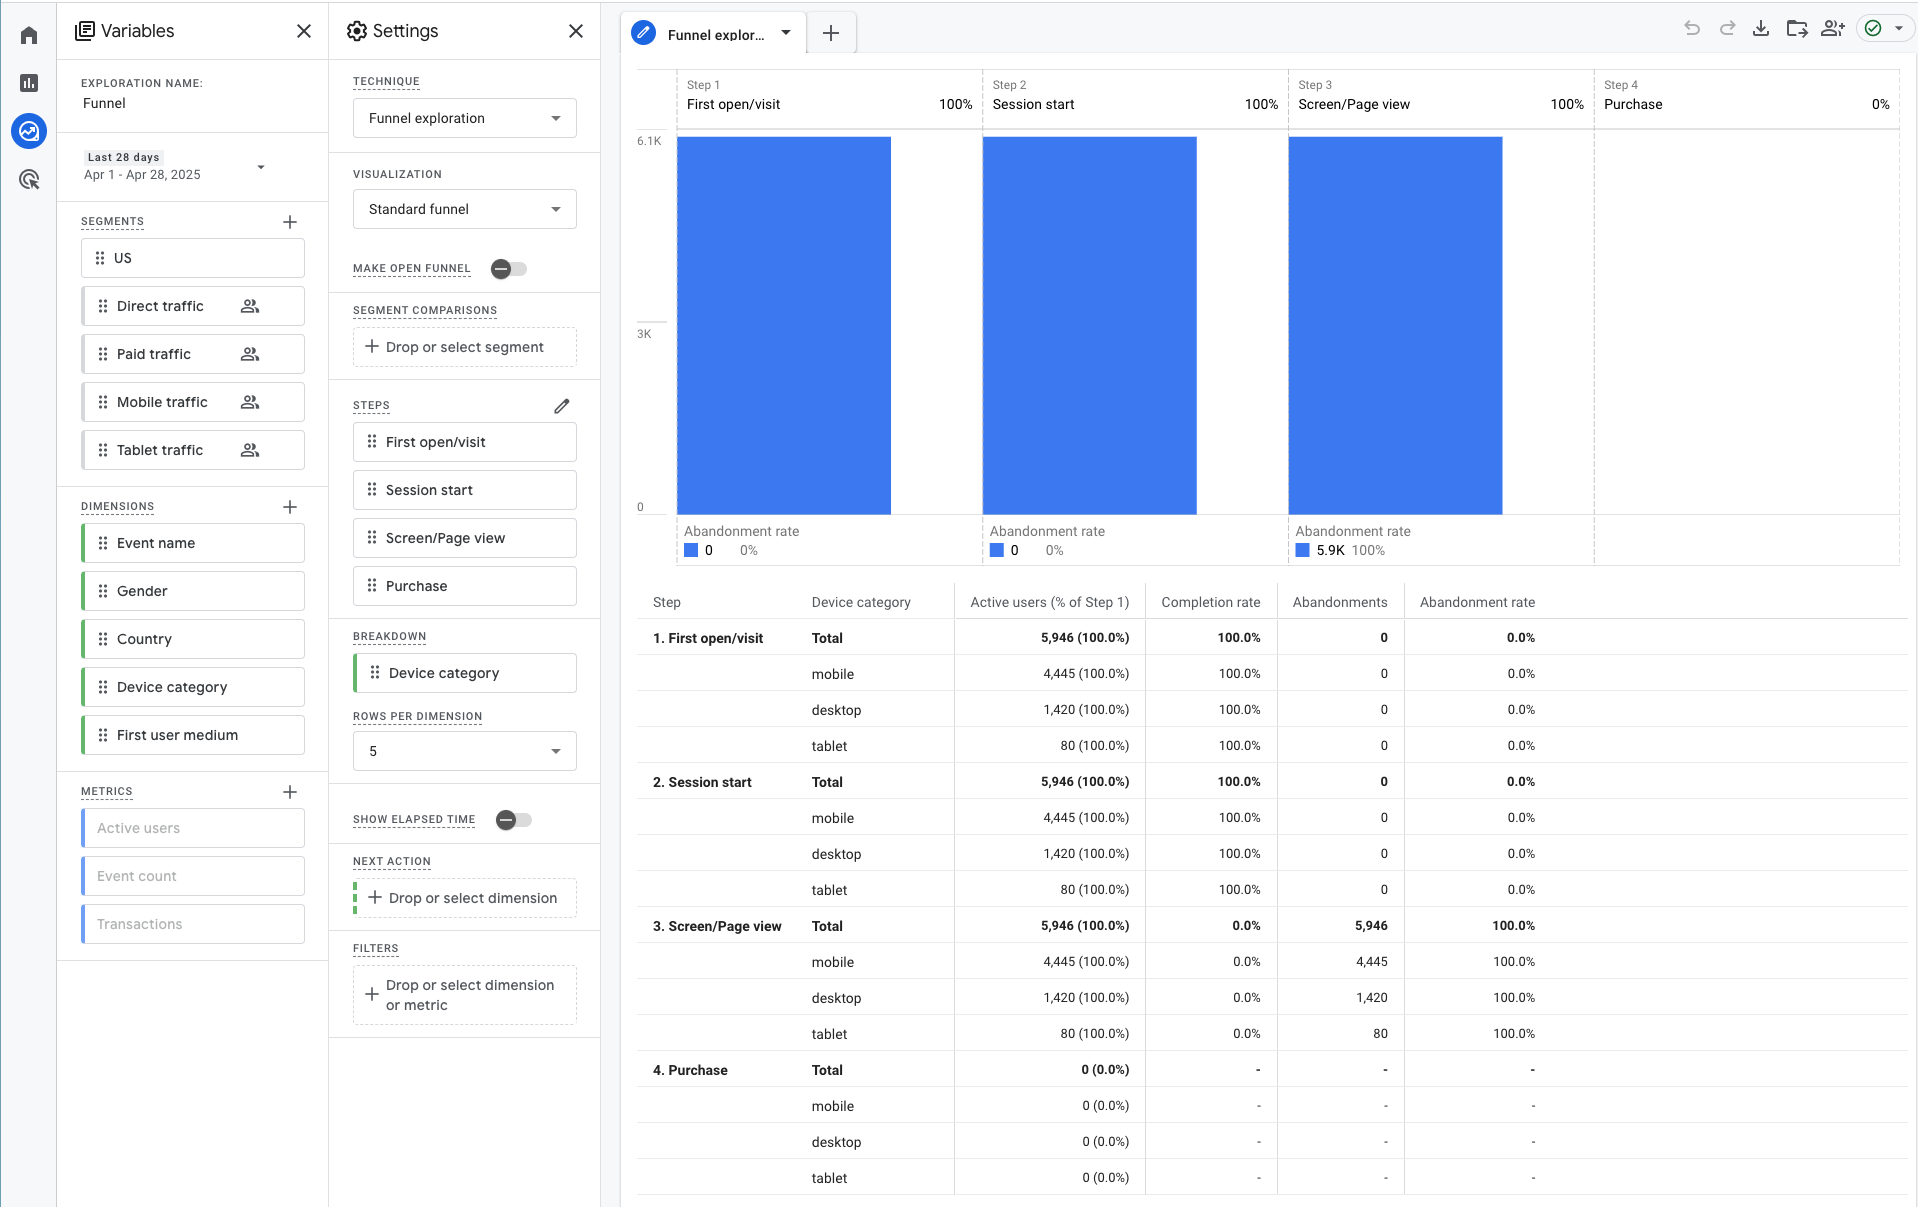 Variables
EXPLORATION NAME:
Funnel
Last 28 days
Apr 1 - Apr 28, 2025
SEGMENTS
US
Direct traffic
Paid traffic
Mobile traffic
Tablet traffic
DIMENSIONS
Event name
Gender
Country
Device category
First user medium
METRICS
Active users
Event count
Transactions
Settings
TECHNIQUE
Funnel exploration
VISUALIZATION
Standard funnel
MAKE OPEN FUNNEL
SEGMENT COMPARISONS
Drop or select segment
STEPS
First open/visit
Session start
Screen/Page view
Purchase
BREAKDOWN
Device category
ROWS PER DIMENSION
5
SHOW ELAPSED TIME
NEXT ACTION
Drop or select dimension
FILTERS
Drop or select dimension
or metric
Funnel explor...
Step 1
First open/visit 100%
Step 2
Session start 100%
Step 3
Screen/Page view 100%
Step 4
Purchase 0%
6.1K
3K
0
Abandonment rate
0 0%
Abandonment rate
0 0%
Abandonment rate
5.9K 100%
Step Device category Active users (% of Step 1) Completion rate Abandonments Abandonment rate
1. First open/visit Total 5,946 (100.0%) 100.0% 0 0.0%
mobile 4,445 (100.0%) 100.0% 0 0.0%
desktop 1,420 (100.0%) 100.0% 0 0.0%
tablet 80 (100.0%) 100.0% 0 0.0%
2. Session start Total 5,946 (100.0%) 100.0% 0 0.0%
mobile 4,445 (100.0%) 100.0% 0 0.0%
desktop 1,420 (100.0%) 100.0% 0 0.0%
tablet 80 (100.0%) 100.0% 0 0.0%
3. Screen/Page view Total 5,946 (100.0%) 0.0% 5,946 100.0%
mobile 4,445 (100.0%) 0.0% 4,445 100.0%
desktop 1,420 (100.0%) 0.0% 1,420 100.0%
tablet 80 (100.0%) 0.0% 80 100.0%
4. Purchase Total 0 (0.0%) - - -
mobile 0 (0.0%) - - -
desktop 0 (0.0%) - - -
tablet 0 (0.0%) - - -